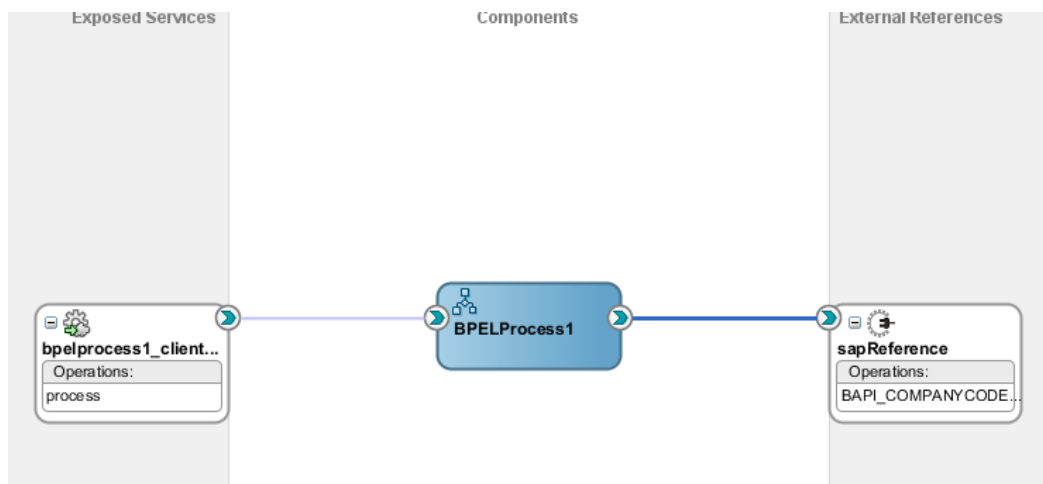 Exposed Services
Components
External References
bpelprocess1_client...
Operations:
process
BPELProcess1
sapReference
Operations:
BAPI_COMPANYCODE...